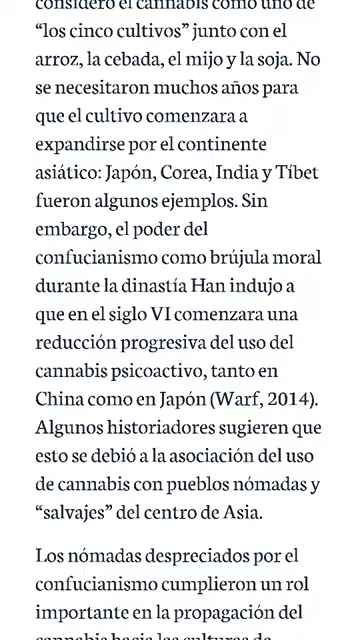 consideró el cannabis como uno de
“los cinco cultivos” junto con el
arroz, la cebada, el mijo y la soja. No
se necesitaron muchos años para
que el cultivo comenzara a
expandirse por el continente
asiático: Japón, Corea, India y Tíbet
fueron algunos ejemplos. Sin
embargo, el poder del
confucianismo como brújula moral
durante la dinastía Han indujo a
que en el siglo VI comenzara una
reducción progresiva del uso del
cannabis psicoactivo, tanto en
China como en Japón (Warf, 2014).
Algunos historiadores sugieren que
esto se debió a la asociación del uso
de cannabis con pueblos nómadas y
“salvajes” del centro de Asia.
Los nómadas despreciados por el
confucianismo cumplieron un rol
importante en la propagación del
cannabis hacia las culturas de